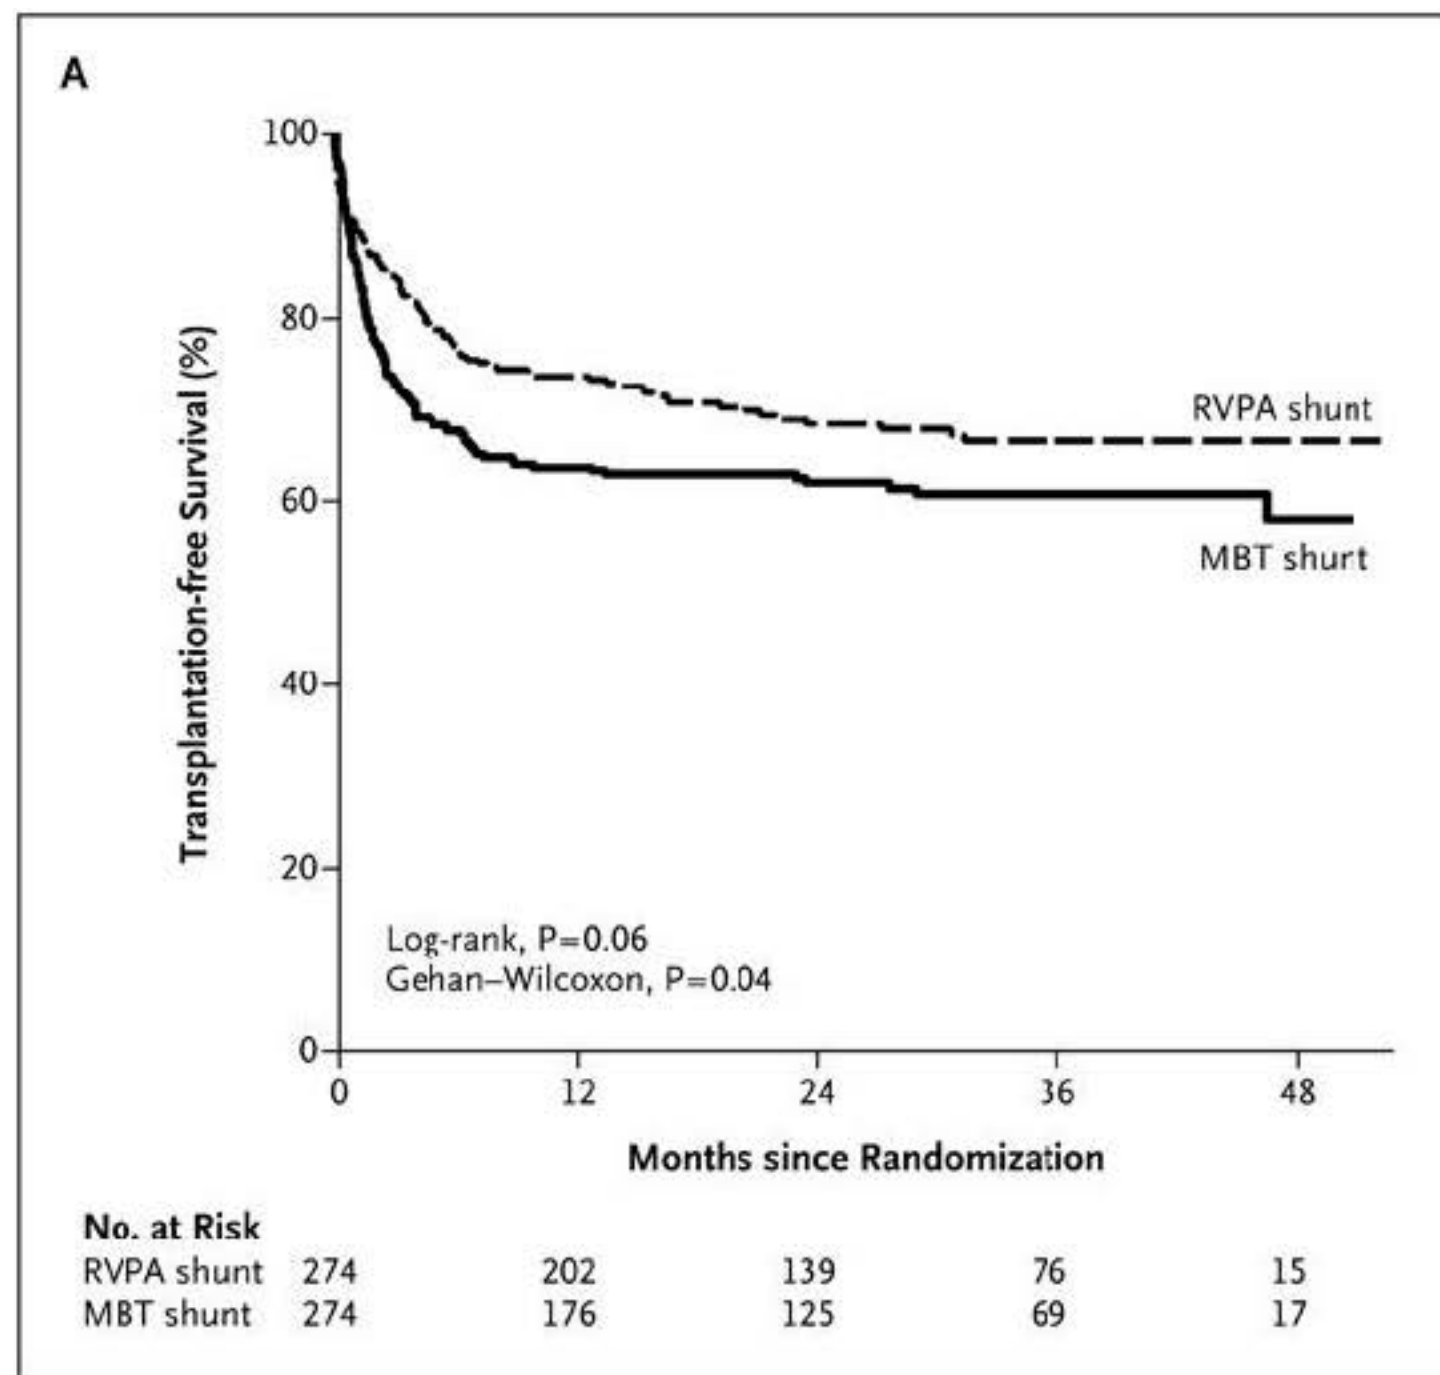 A
100
80
60
40
20
0
Transplantation-free Survival (%)
RVPA shunt
MBT shurt
Log-rank, P=0.06
Gehan–Wilcoxon, P=0.04
0 12 24 36 48
Months since Randomization
No. at Risk
RVPA shunt 274 202 139 76 15
MBT shunt 274 176 125 69 17